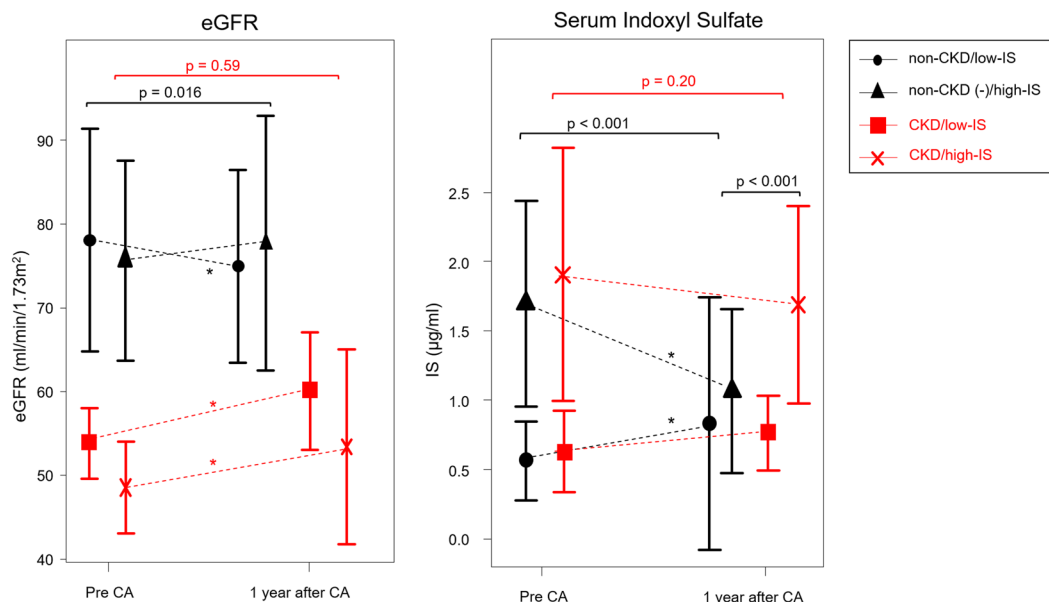 eGFR
p = 0.59
p = 0.016
90
80
70
60
50
40
eGFR (ml/min/1.73m²)
*
*
*
Pre CA
1 year after CA
Serum Indoxyl Sulfate
p = 0.20
p < 0.001
p < 0.001
2.5
2.0
1.5
1.0
0.5
0.0
IS (μg/ml)
*
*
Pre CA
1 year after CA
non-CKD/low-IS
non-CKD (-)/high-IS
CKD/low-IS
CKD/high-IS